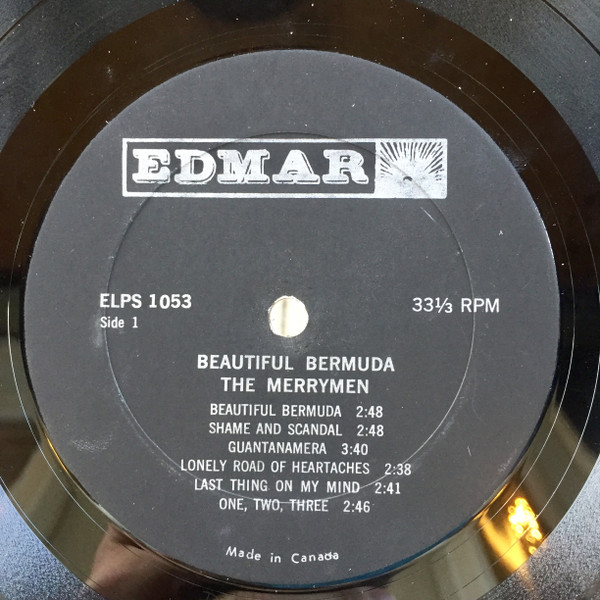 EDMAR
ELPS 1053
33⅓ RPM
Side 1
BEAUTIFUL BERMUDA
THE MERRYMEN
BEAUTIFUL BERMUDA 2:48
SHAME AND SCANDAL 2:48
GUANTANAMERA 3:40
LONELY ROAD OF HEARTACHES 2:38
LAST THING ON MY MIND 2:41
ONE, TWO, THREE 2:46
Made in Canada